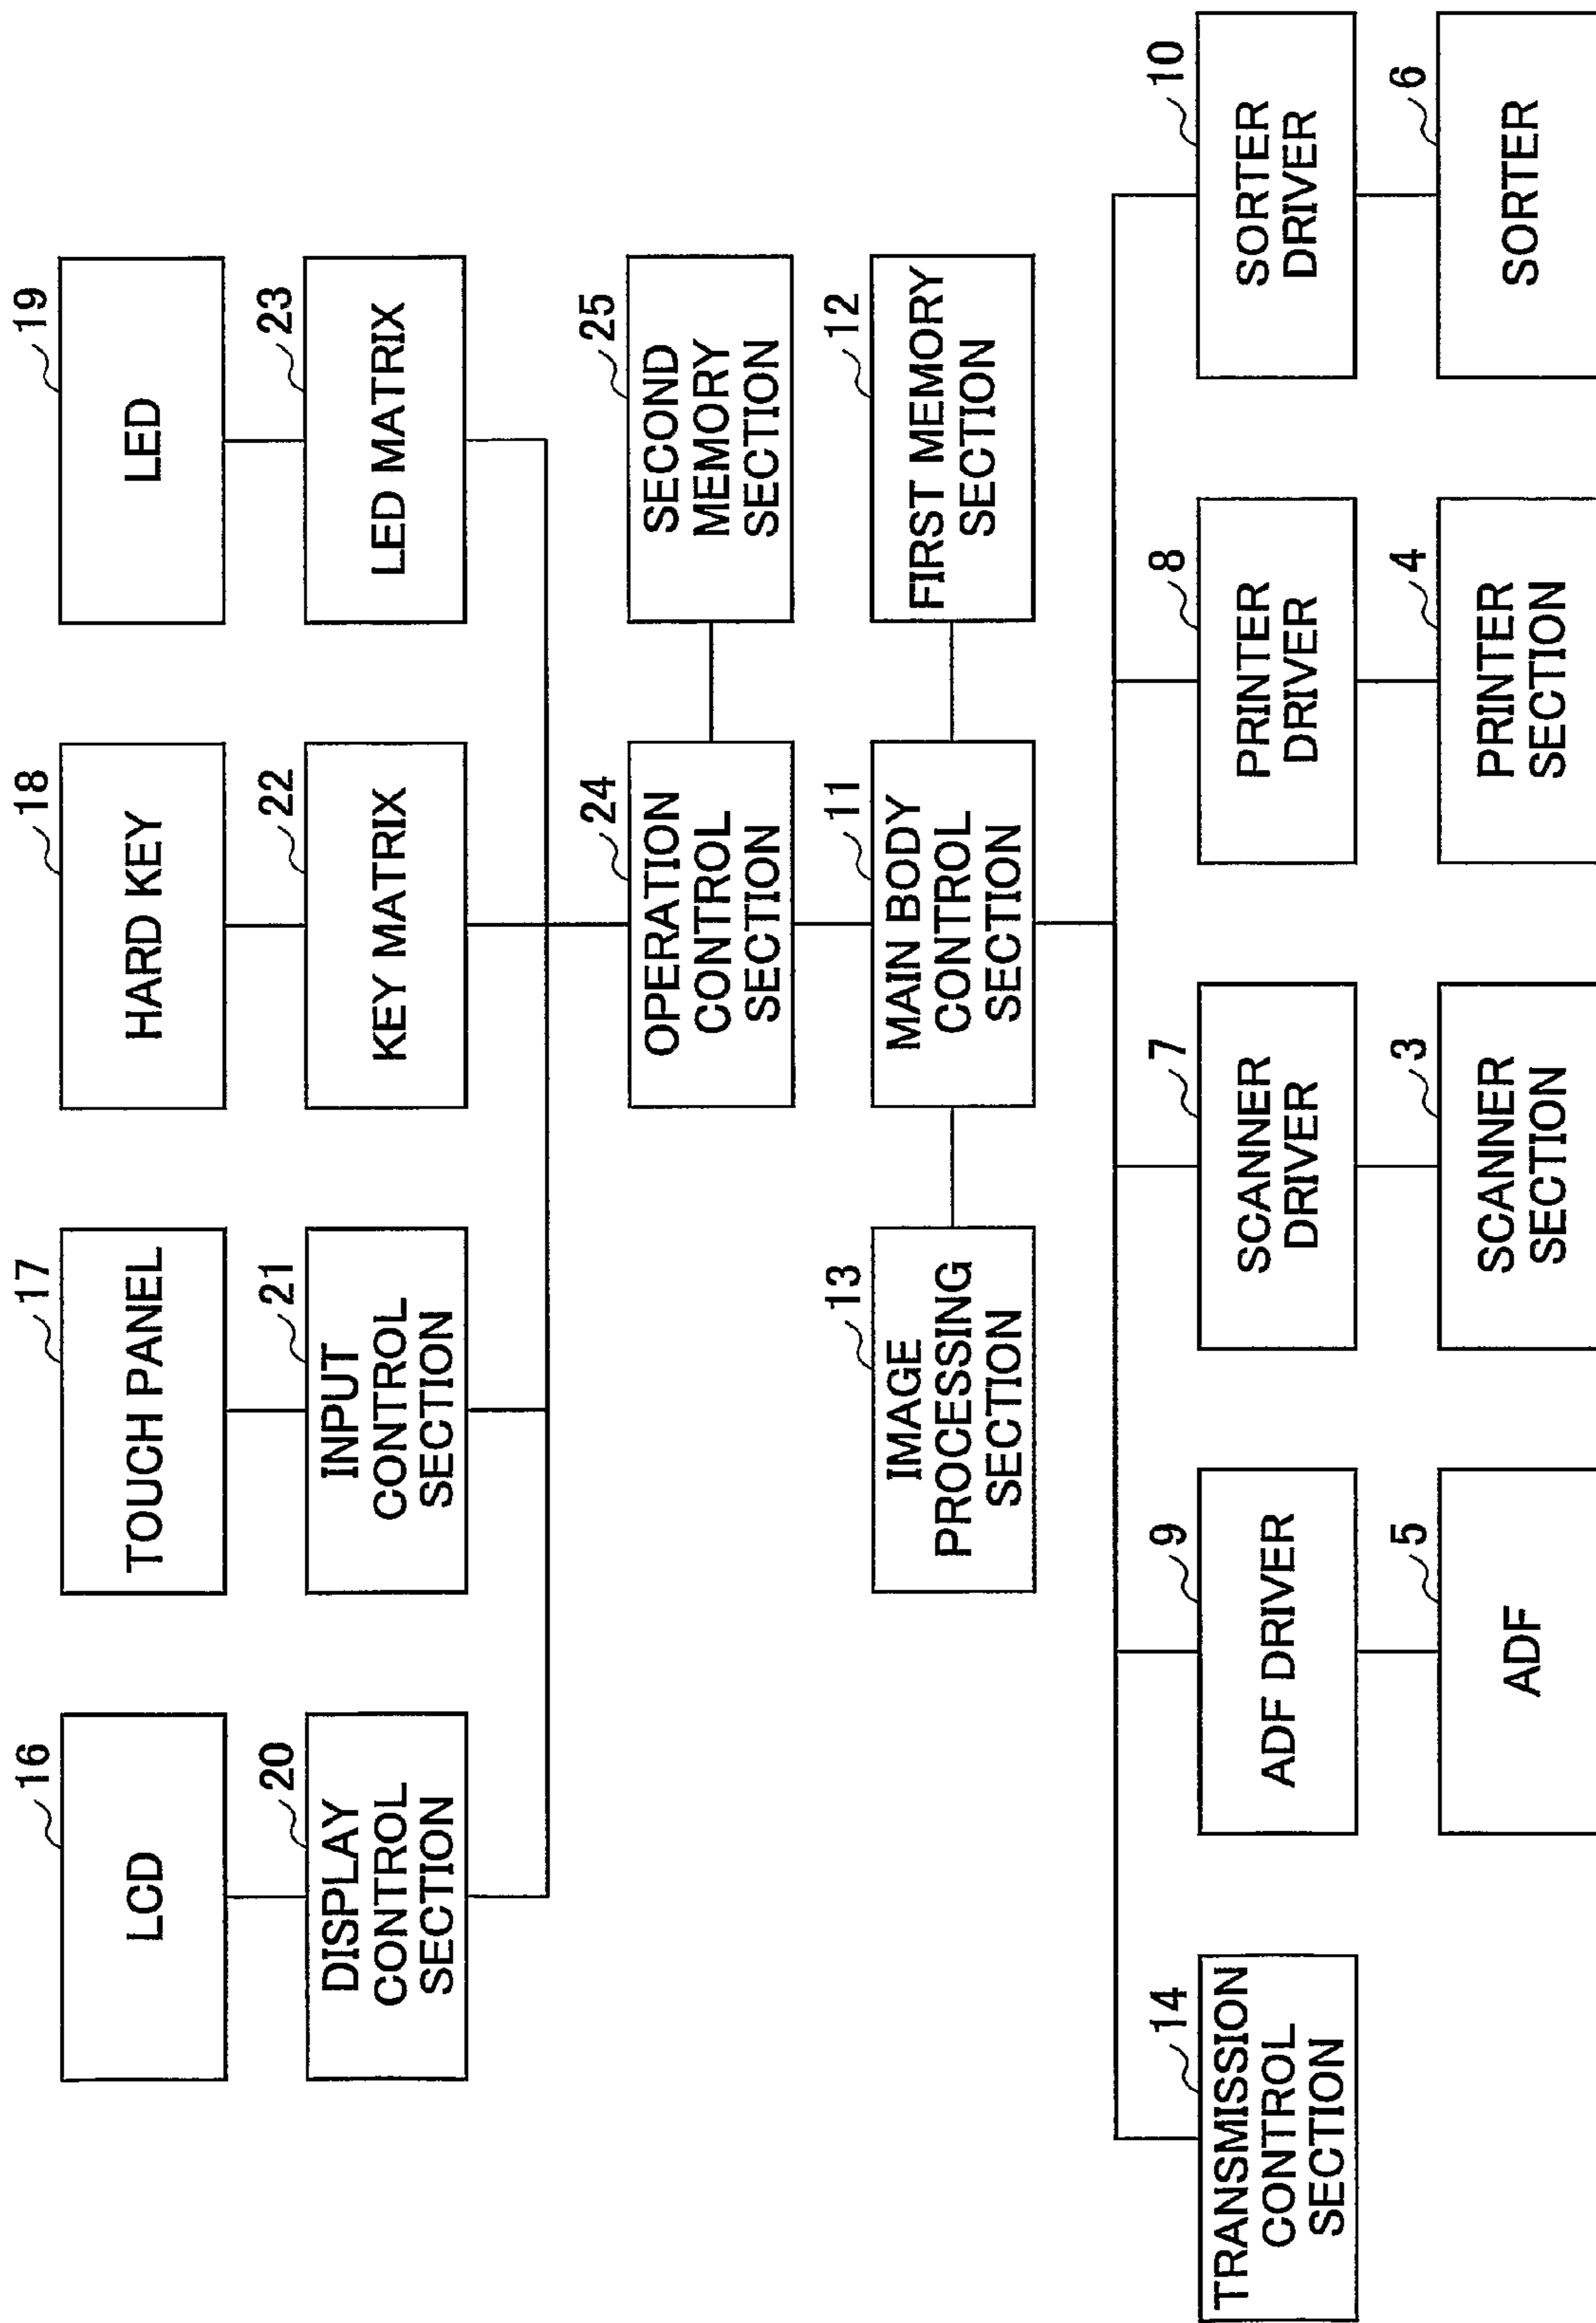 16
LCD
17
TOUCH PANEL
18
HARD KEY
19
LED
20
DISPLAY
CONTROL
SECTION
21
INPUT
CONTROL
SECTION
22
KEY MATRIX
23
LED MATRIX
24
OPERATION
CONTROL
SECTION
25
SECOND
MEMORY
SECTION
13
IMAGE
PROCESSING
SECTION
11
MAIN BODY
CONTROL
SECTION
12
FIRST MEMORY
SECTION
14
TRANSMISSION
CONTROL
SECTION
9
ADF DRIVER
7
SCANNER
DRIVER
8
PRINTER
DRIVER
10
SORTER
DRIVER
5
ADF
3
SCANNER
SECTION
4
PRINTER
SECTION
6
SORTER